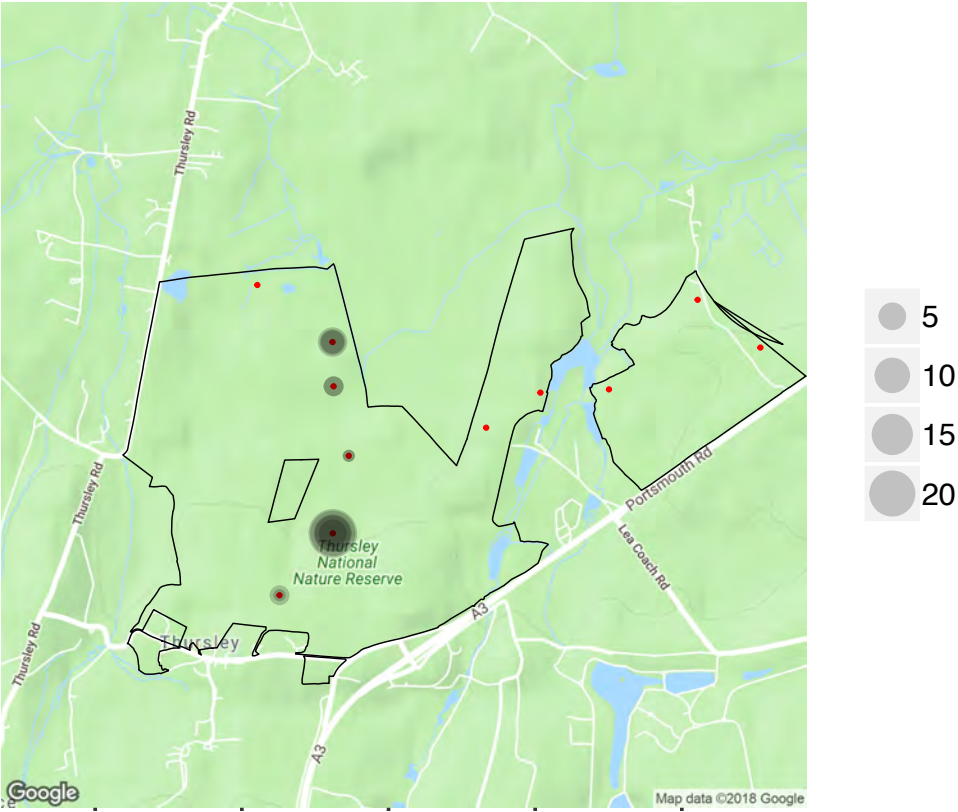 Thursley Rd
5
10
Thursley Rd
15
Portsmouth Rd
20
Lea Coach Rd
Thursley
National
Nature Reserve
A3
Thursley
Thursley Rd
A3
Google
Map data ©2018 Google
ce